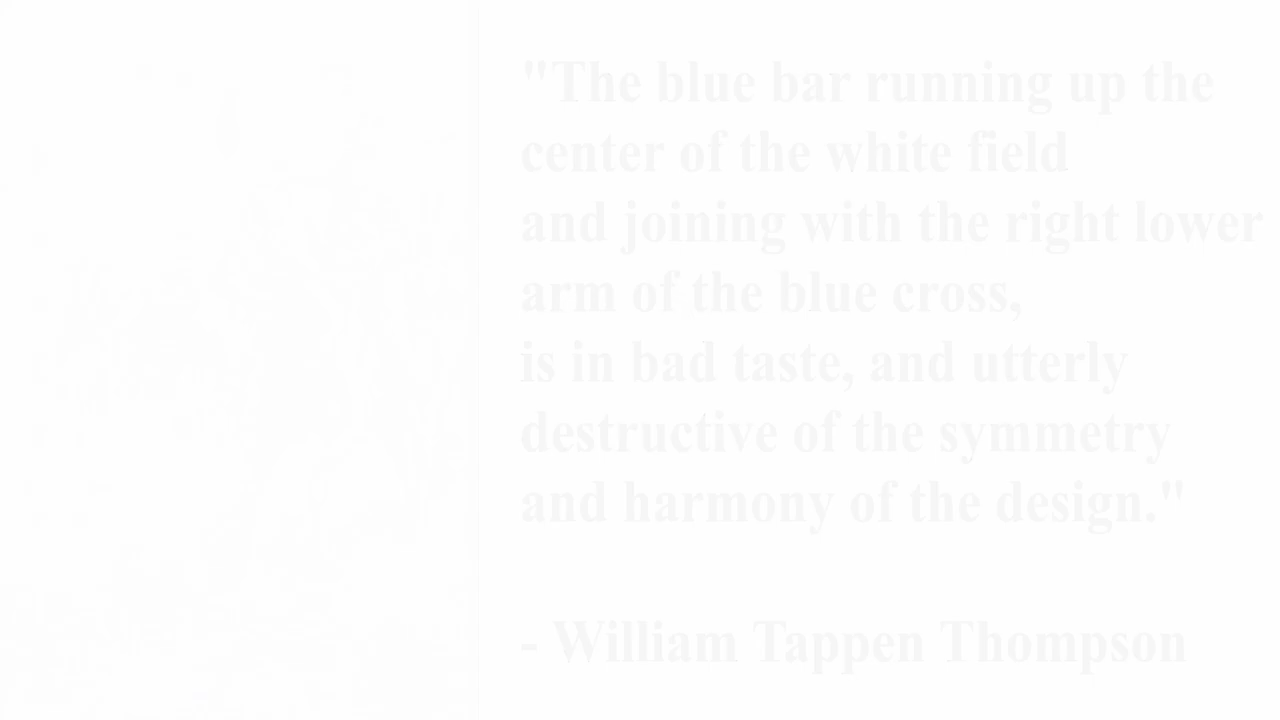 "The blue bar running up the
center of the white field
and joining with the right lower
arm of the blue cross,
is in bad taste, and utterly
destructive of the symmetry
and harmony of the design."
- William Tappen Thompson